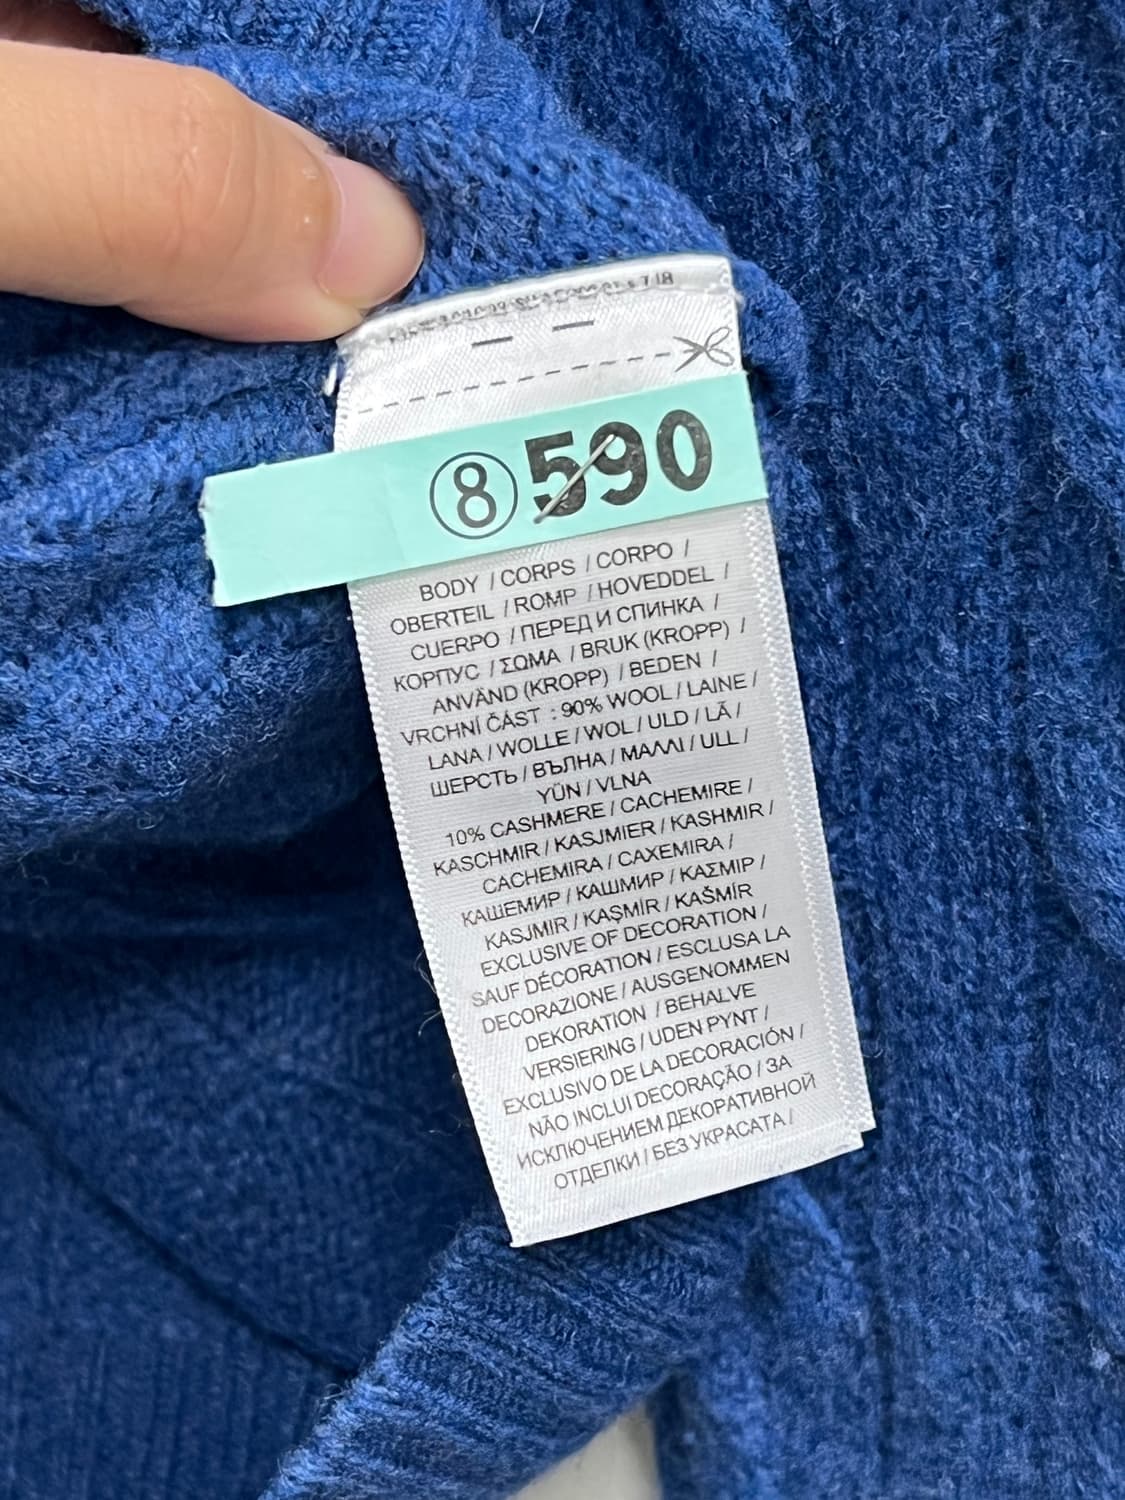 ⑧590
BODY / CORPS / CORPO /
OBERTEIL / ROMP / HOVEDDEL /
CUERPO / ПЕРЕД И СПИНКА /
КОРПУС / ΣΩΜΑ / BRUK (KROPP) /
ANVÄND (KROPP) / BEDEN /
VRCHNÍ ČÁST : 90% WOOL / LAINE /
LANA / WOLLE / WOL / ULD / LÃ /
ШЕРСТЬ / ВЪЛНА / ΜΑΛΛΙ / ULL /
YÜN / VLNA
10% CASHMERE / CACHEMIRE /
KASCHMIR / KASJMIER / KASHMIR /
CACHEMIRA / CAXEMIRA /
КАШЕМИР / КАШМИР / ΚΑΣΜΙΡ /
KASJMIR / KAŞMİR / KAŠMÍR
EXCLUSIVE OF DECORATION /
SAUF DÉCORATION / ESCLUSA LA
DECORAZIONE / AUSGENOMMEN
DEKORATION / BEHALVE
VERSIERING / UDEN PYNT /
EXCLUSIVO DE LA DECORACIÓN /
NÃO INCLUI DECORAÇÃO / ЗА
ИСКЛЮЧЕНИЕМ ДЕКОРАТИВНОЙ
ОТДЕЛКИ / БЕЗ УКРАСАТА /